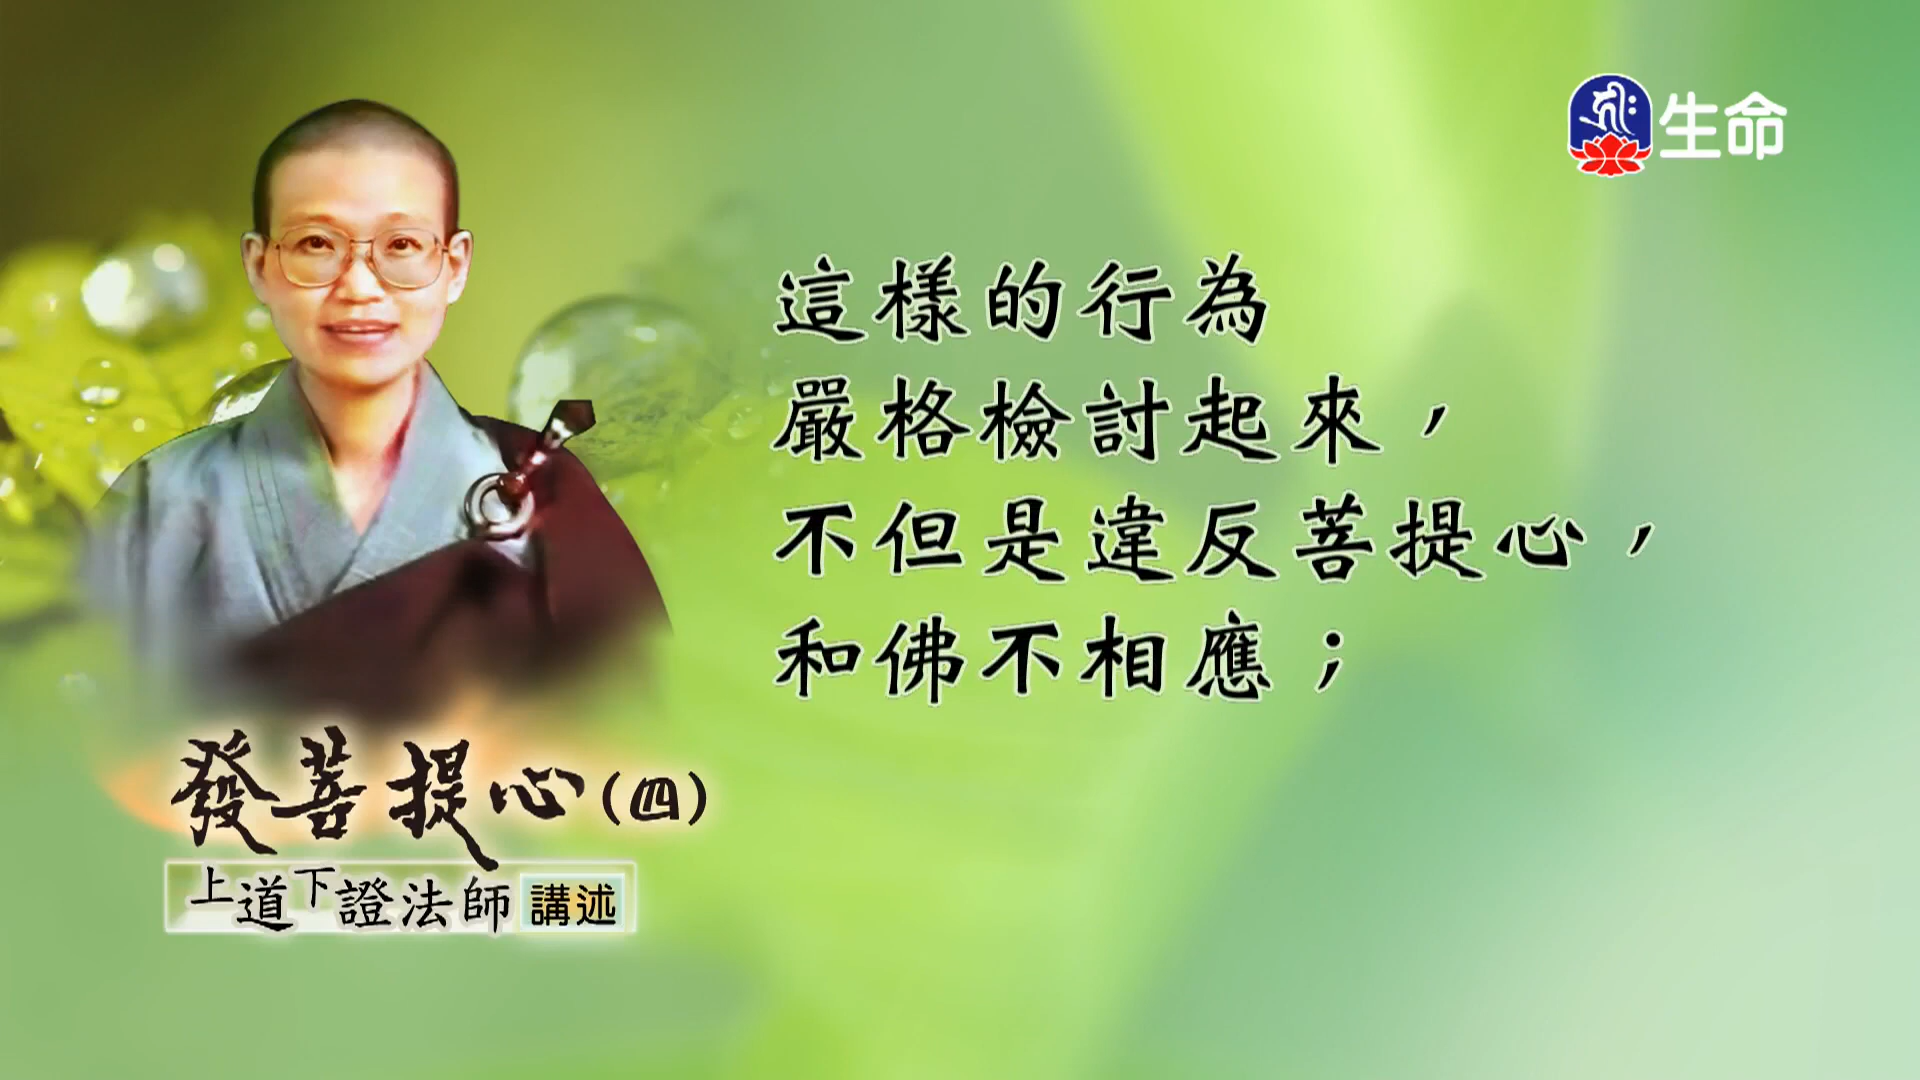 生命
這樣的行為
嚴格檢討起來，
不但是違反菩提心，
和佛不相應；
發菩提心(四)
上道下證法師 講述